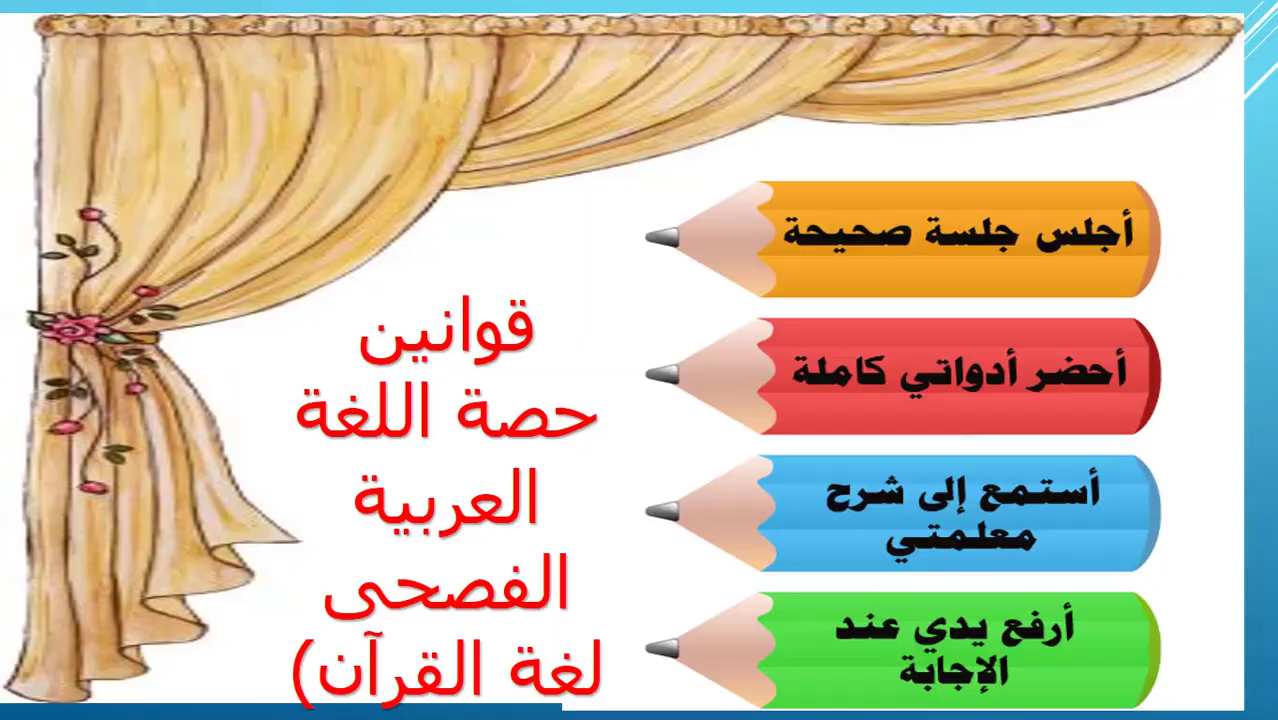 أجلس جلسة صحيحة
أحضر أدواتي كاملة
أستمع إلى شرح
معلمتي
أرفع يدي عند
الإجابة
قوانين
حصة اللغة
العربية
الفصحى
لغة القرآن)